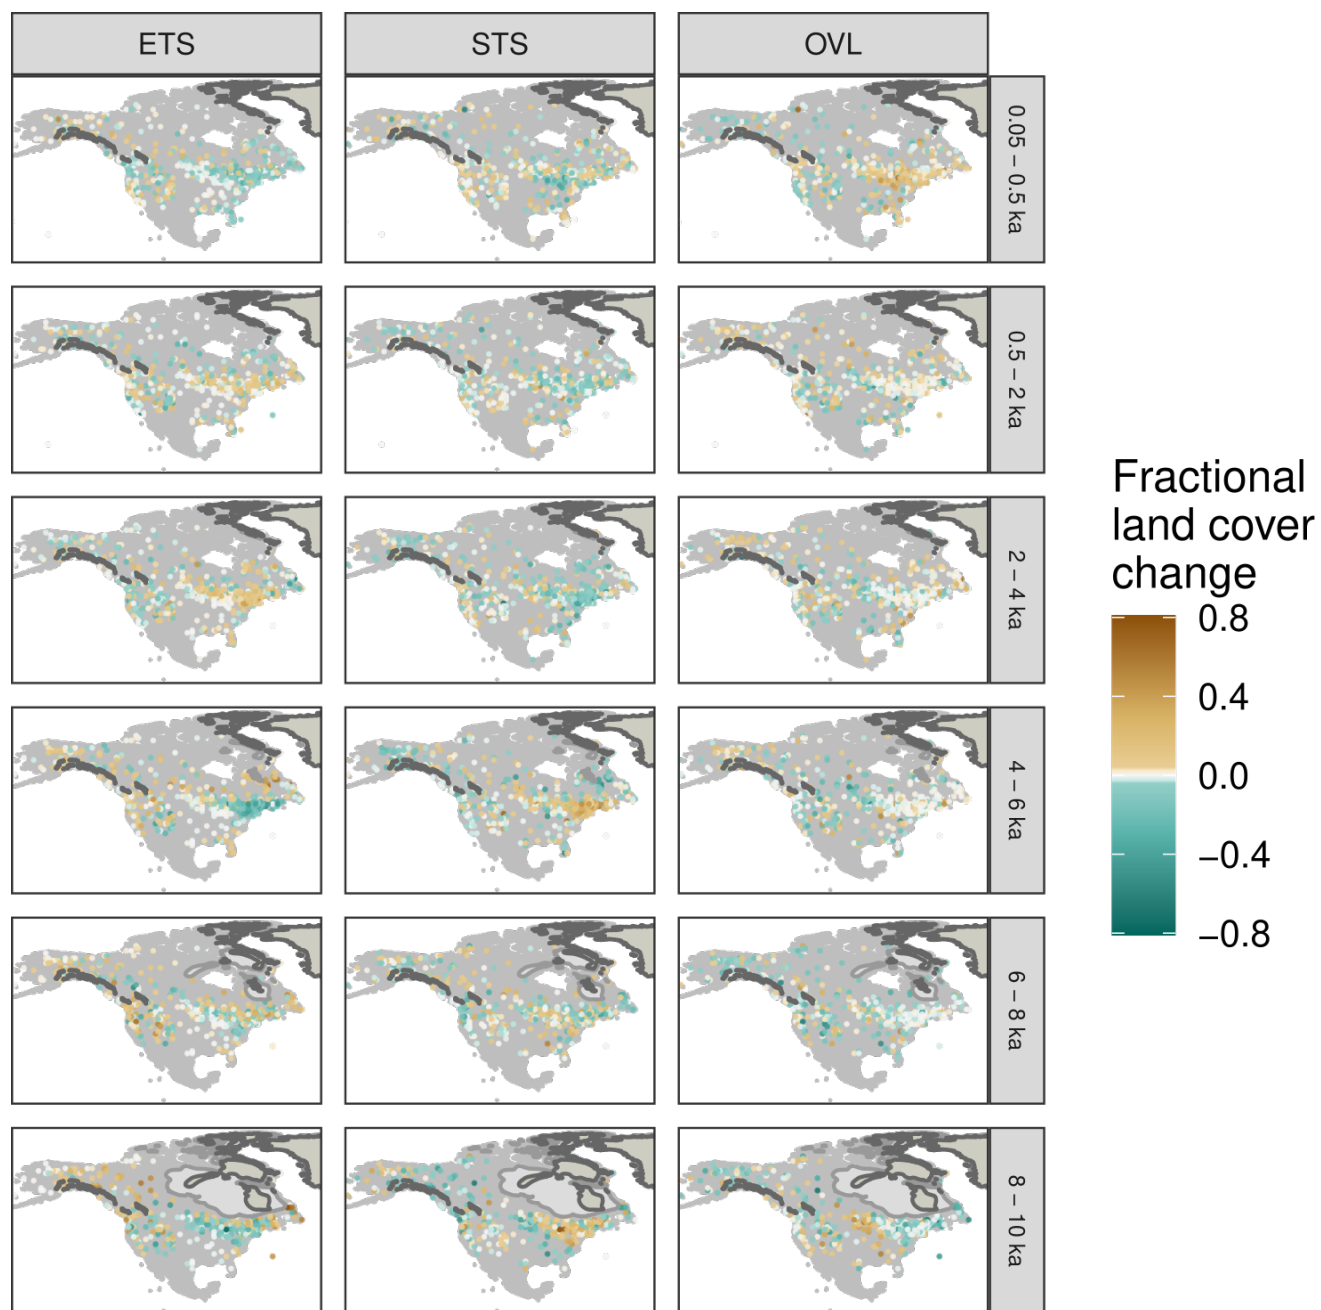 ETS
STS
OVL
0.05 – 0.5 ka
0.5 – 2 ka
2 – 4 ka
4 – 6 ka
6 – 8 ka
8 – 10 ka
Fractional
land cover
change
0.8
0.4
0.0
−0.4
−0.8